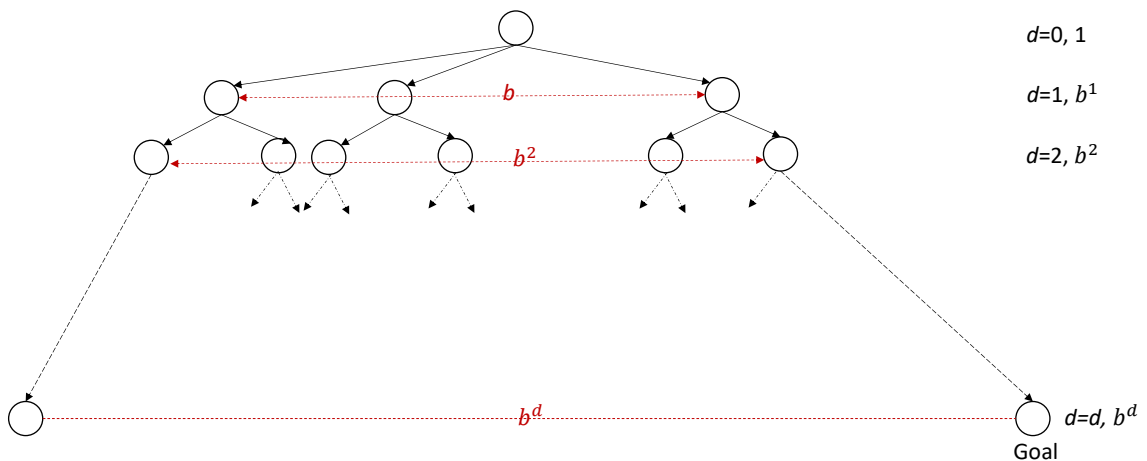 d=0, 1
b
d=1, b¹
b²
d=2, b²
bᵈ
d=d, bᵈ
Goal